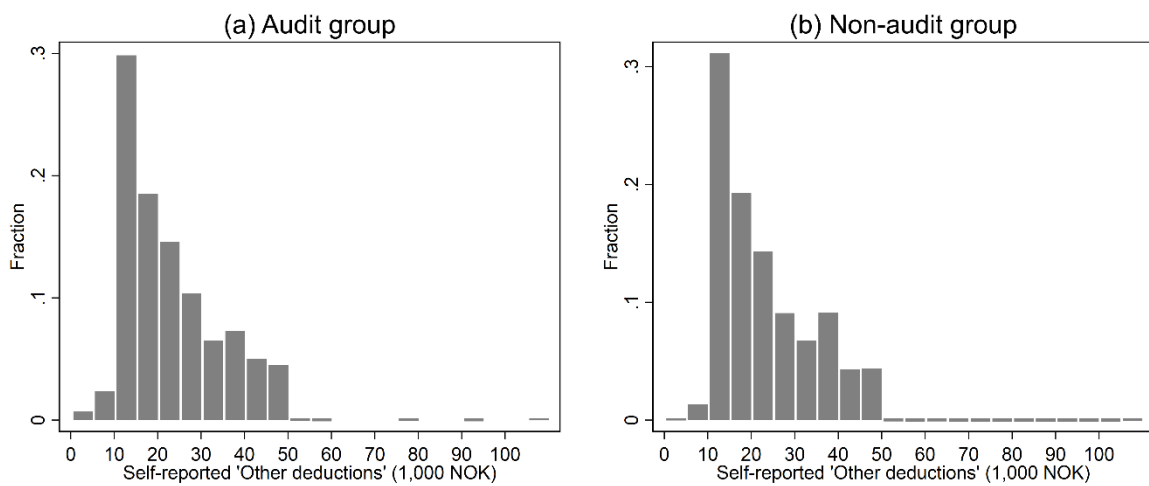 (a) Audit group
.3
.2
.1
0
Fraction
0 10 20 30 40 50 60 70 80 90 100
Self-reported 'Other deductions' (1,000 NOK)
(b) Non-audit group
.3
.2
.1
0
Fraction
0 10 20 30 40 50 60 70 80 90 100
Self-reported 'Other deductions' (1,000 NOK)